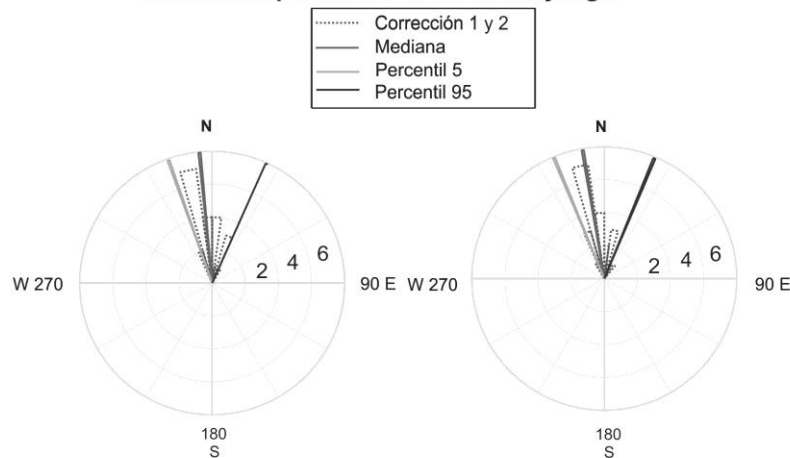 Corrección 1 y 2
Mediana
Percentil 5
Percentil 95
N
W 270
2 4 6
90 E
180
S
N
W 270
2 4 6
90 E
180
S